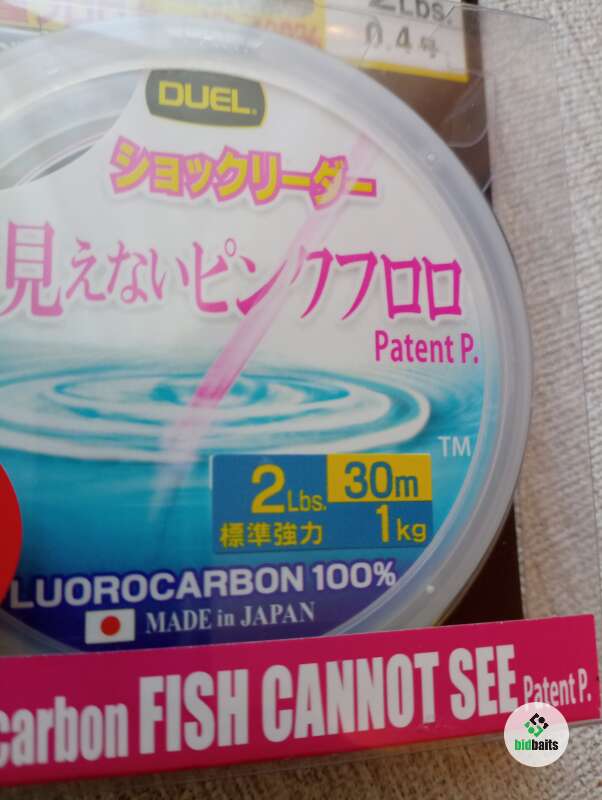 2Lbs.
100%
0.4号
DUEL®
ショックリーダー
見えないピンクフロロ
Patent P.
TM
2Lbs. 30m
標準強力 1kg
LUOROCARBON 100%
MADE in JAPAN
carbon FISH CANNOT SEE Patent P.
bidbaits